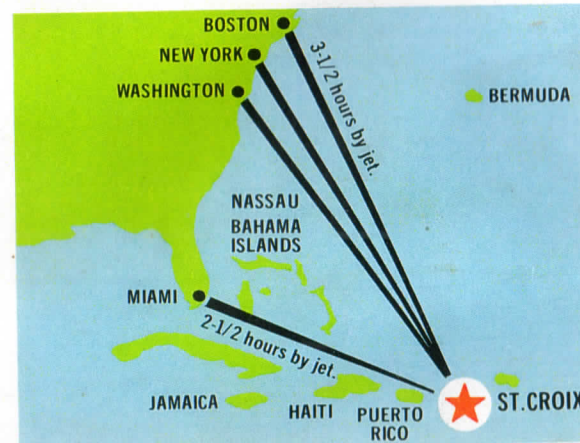 BOSTON
NEW YORK
WASHINGTON
3-1/2 hours by jet.
BERMUDA
NASSAU
BAHAMA
ISLANDS
MIAMI
2-1/2 hours by jet.
JAMAICA
HAITI
PUERTO
RICO
ST. CROIX